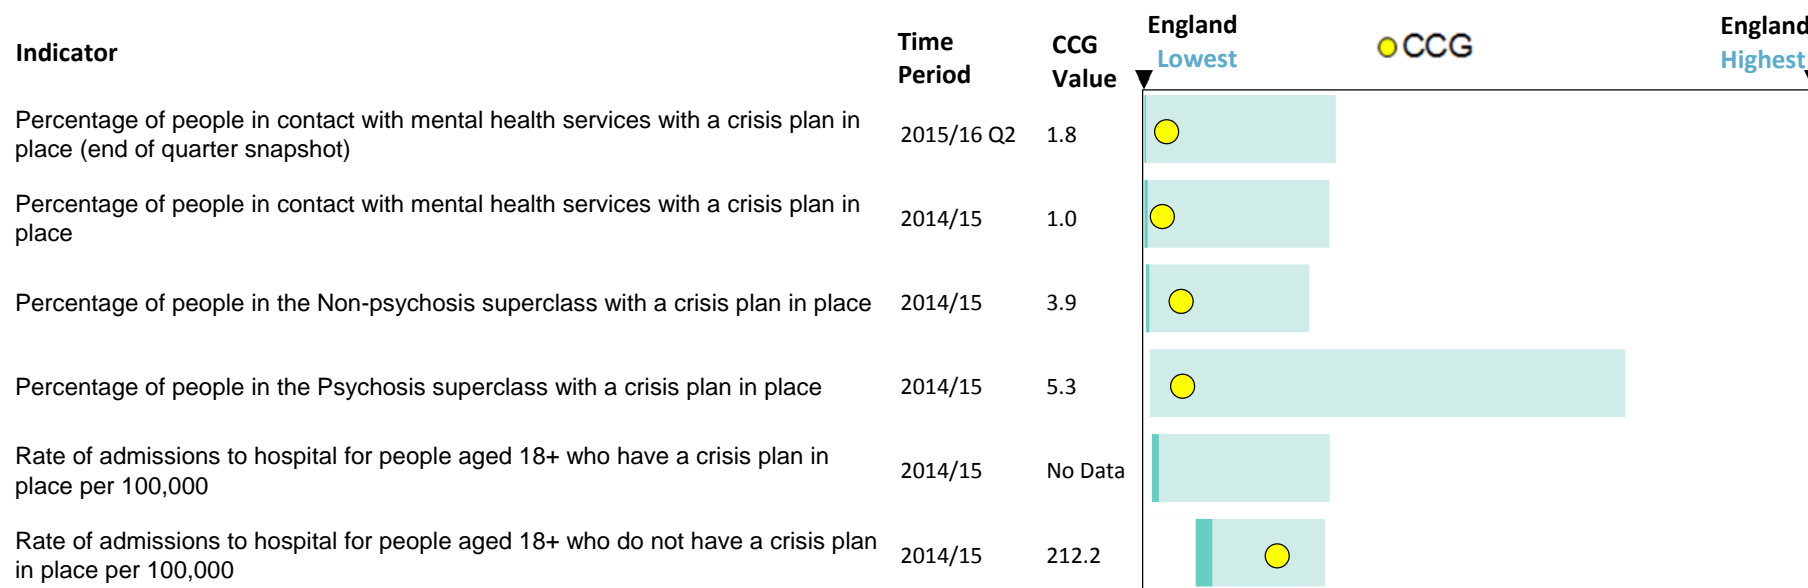 Indicator
Time Period
CCG Value
England Lowest
CCG
England Highest
Percentage of people in contact with mental health services with a crisis plan in
place (end of quarter snapshot)
2015/16 Q2
1.8
Percentage of people in contact with mental health services with a crisis plan in
place
2014/15
1.0
Percentage of people in the Non-psychosis superclass with a crisis plan in place
2014/15
3.9
Percentage of people in the Psychosis superclass with a crisis plan in place
2014/15
5.3
Rate of admissions to hospital for people aged 18+ who have a crisis plan in
place per 100,000
2014/15
No Data
Rate of admissions to hospital for people aged 18+ who do not have a crisis plan
in place per 100,000
2014/15
212.2